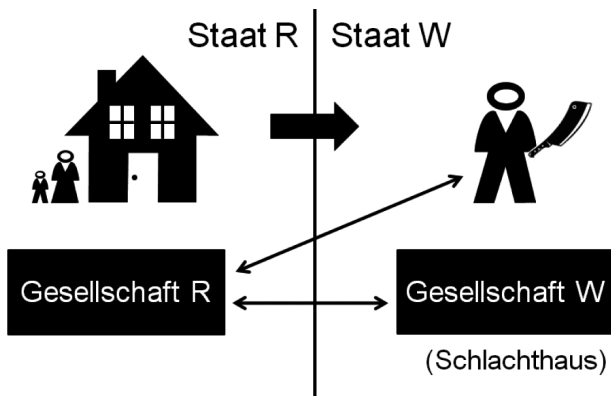 Staat R
Staat W
Gesellschaft R
Gesellschaft W
(Schlachthaus)